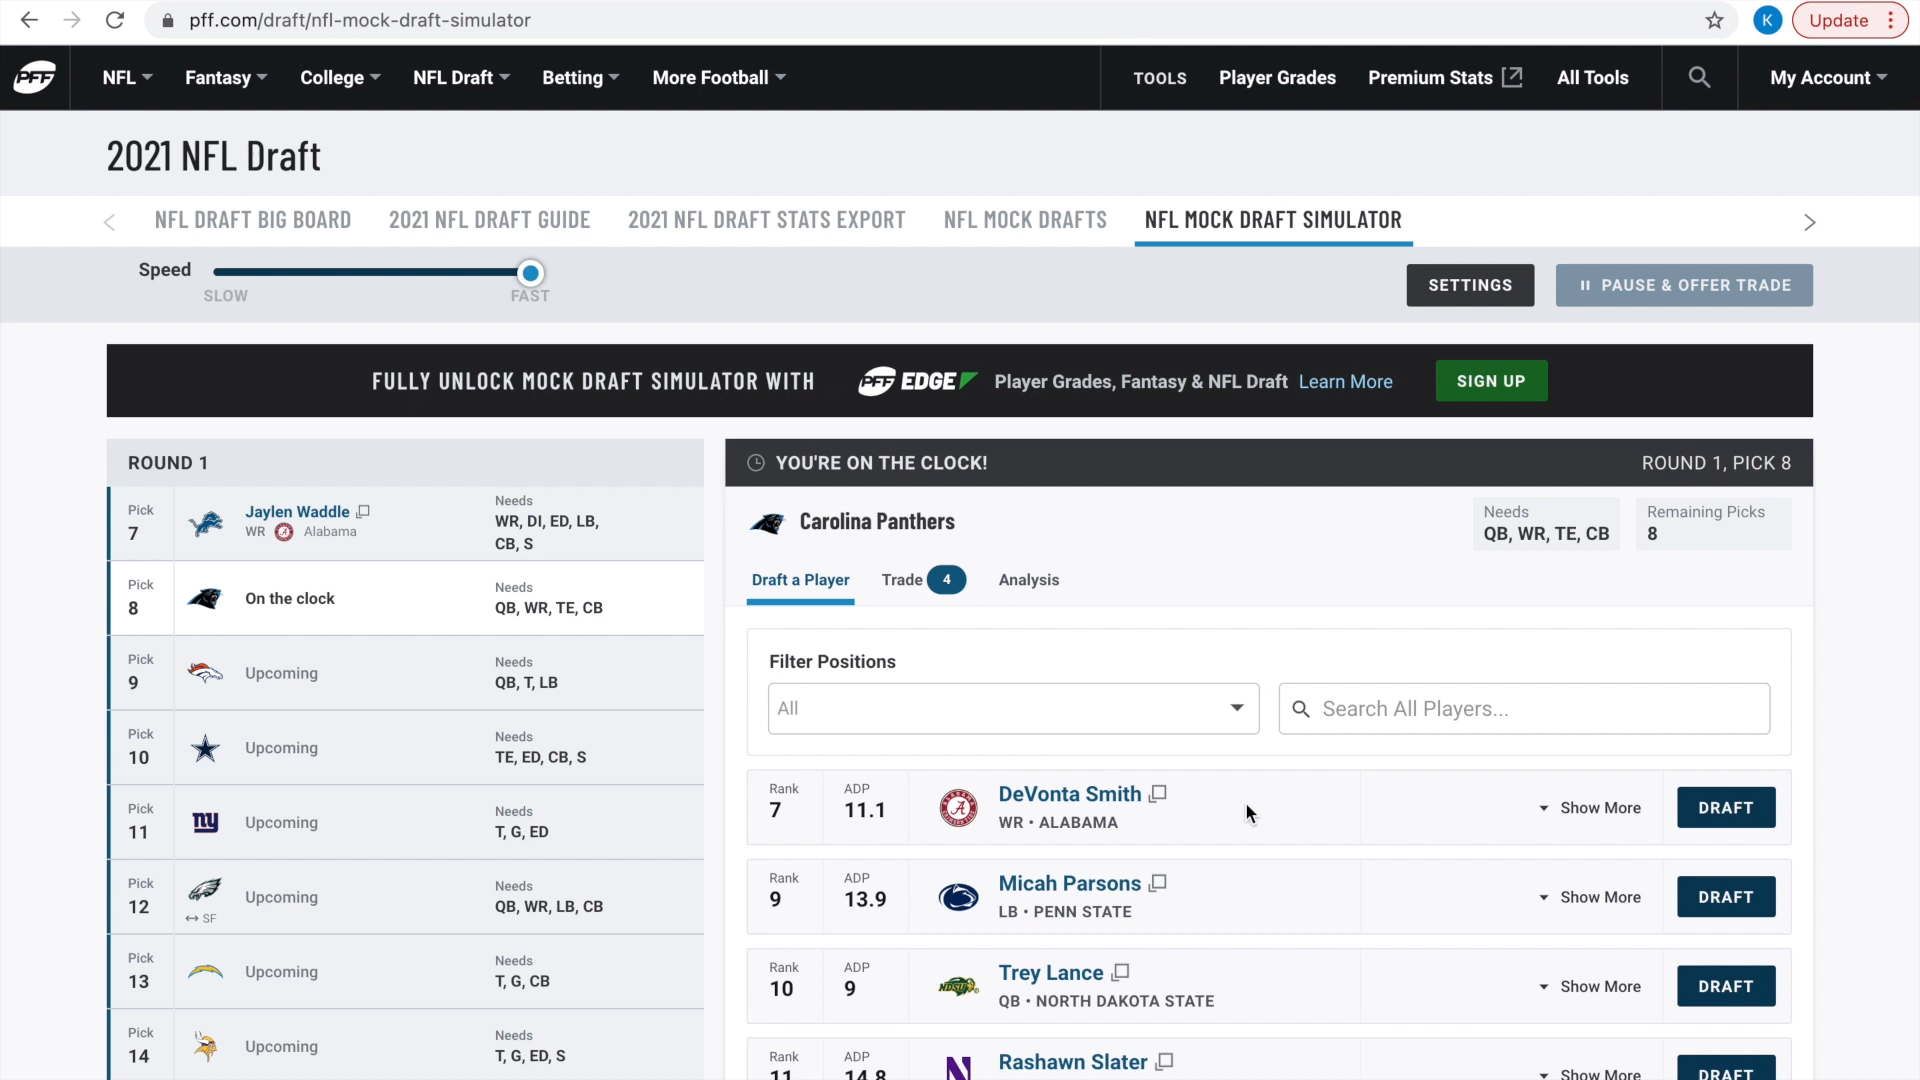 pff.com/draft/nfl-mock-draft-simulator
K
Update
PFF
NFL
Fantasy
College
NFL Draft
Betting
More Football
TOOLS
Player Grades
Premium Stats
All Tools
My Account
2021 NFL Draft
NFL DRAFT BIG BOARD
2021 NFL DRAFT GUIDE
2021 NFL DRAFT STATS EXPORT
NFL MOCK DRAFTS
NFL MOCK DRAFT SIMULATOR
Speed
SLOW
FAST
SETTINGS
PAUSE & OFFER TRADE
FULLY UNLOCK MOCK DRAFT SIMULATOR WITH
PFF EDGE
Player Grades, Fantasy & NFL Draft Learn More
SIGN UP
ROUND 1
Pick
7
Jaylen Waddle
WR Alabama
Needs
WR, DI, ED, LB,
CB, S
Pick
8
On the clock
Needs
QB, WR, TE, CB
Pick
9
Upcoming
Needs
QB, T, LB
Pick
10
Upcoming
Needs
TE, ED, CB, S
Pick
11
ny
Upcoming
Needs
T, G, ED
Pick
12
↔ SF
Upcoming
Needs
QB, WR, LB, CB
Pick
13
Upcoming
Needs
T, G, CB
Pick
14
Upcoming
Needs
T, G, ED, S
YOU'RE ON THE CLOCK!
ROUND 1, PICK 8
Carolina Panthers
Needs
QB, WR, TE, CB
Remaining Picks
8
Draft a Player
Trade 4
Analysis
Filter Positions
All
Search All Players...
Rank
7
ADP
11.1
DeVonta Smith
WR • ALABAMA
Show More
DRAFT
Rank
9
ADP
13.9
Micah Parsons
LB • PENN STATE
Show More
DRAFT
Rank
10
ADP
9
NDSU
Trey Lance
QB • NORTH DAKOTA STATE
Show More
DRAFT
Rank
11
ADP
14.8
N
Rashawn Slater
Show More
DRAFT